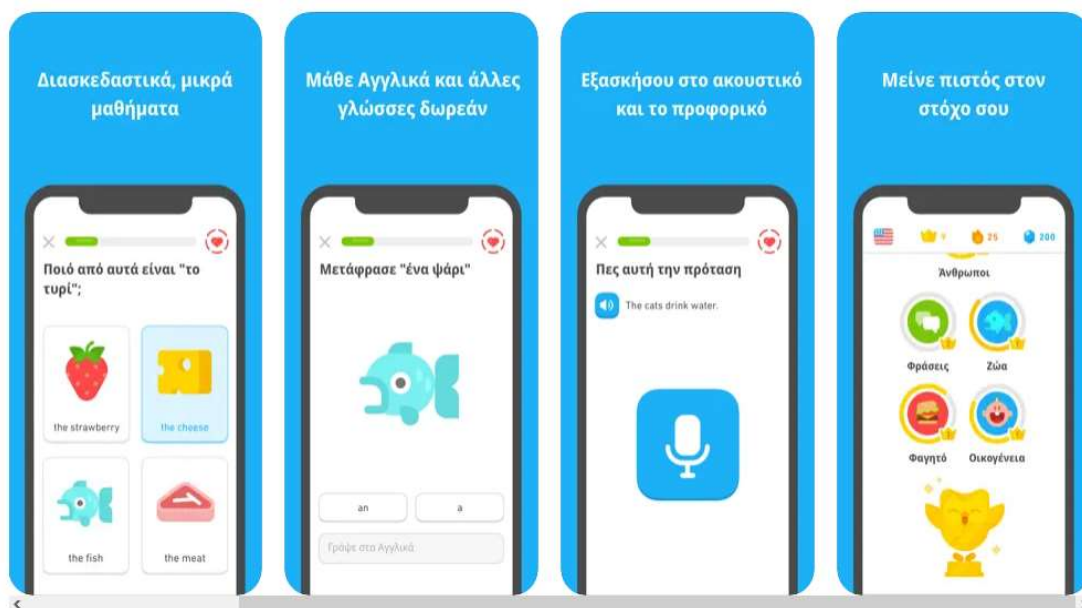 Διασκεδαστικά, μικρά
μαθήματα
Ποιό από αυτά είναι "το
τυρί";
the strawberry
the cheese
the fish
the meat
Μάθε Αγγλικά και άλλες
γλώσσες δωρεάν
Μετάφρασε "ένα ψάρι"
an
a
Γράψε στα Αγγλικά
Εξασκήσου στο ακουστικό
και το προφορικό
Πες αυτή την πρόταση
The cats drink water.
Μείνε πιστός στον
στόχο σου
25
200
Άνθρωποι
Φράσεις
Ζώα
Φαγητό
Οικογένεια